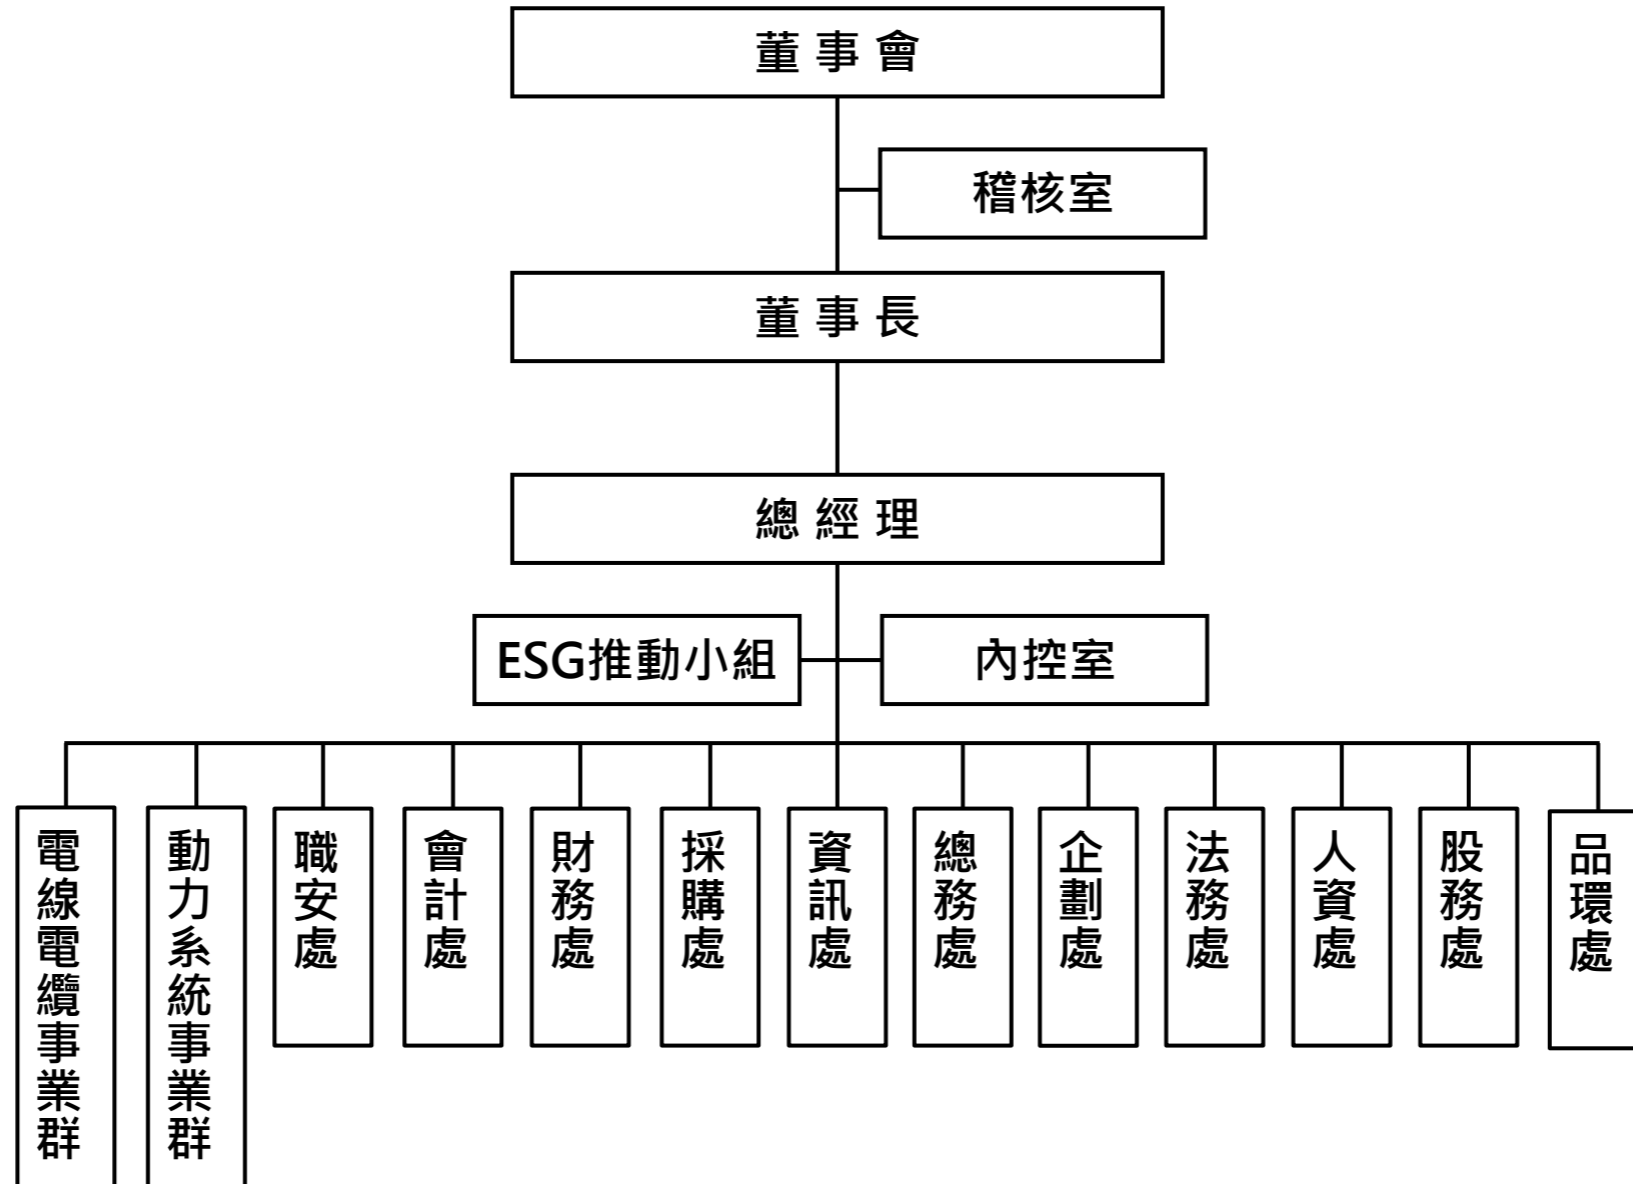 董事會
稽核室
董事長
總經理
ESG推動小組
內控室
電線電纜事業群
動力系統事業群
職安處
會計處
財務處
採購處
資訊處
總務處
企劃處
法務處
人資處
股務處
品環處